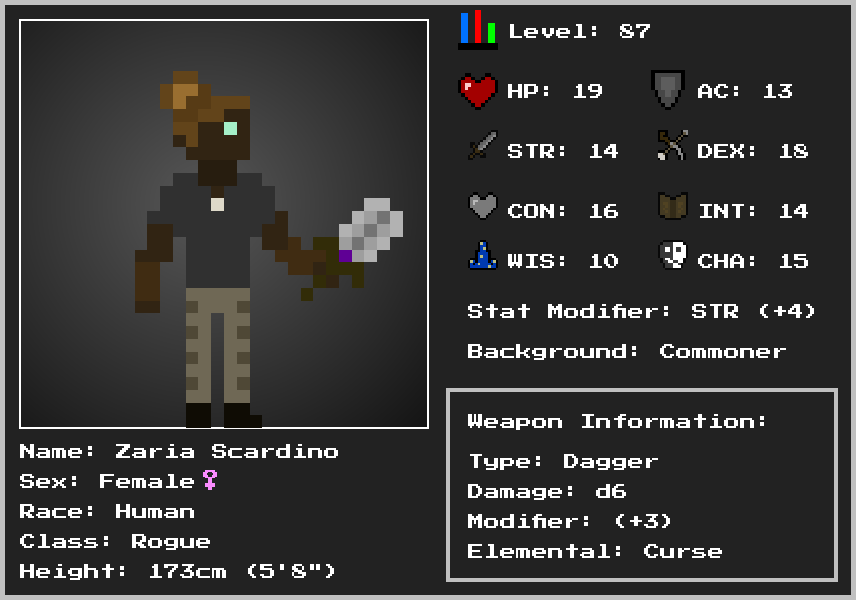 Level: 87
HP: 19
AC: 13
STR: 14
DEX: 18
CON: 16
INT: 14
WIS: 10
CHA: 15
Stat Modifier: STR (+4)
Background: Commoner
Name: Zaria Scardino
Sex: Female♀
Race: Human
Class: Rogue
Height: 173cm (5'8")
Weapon Information:
Type: Dagger
Damage: d6
Modifier: (+3)
Elemental: Curse